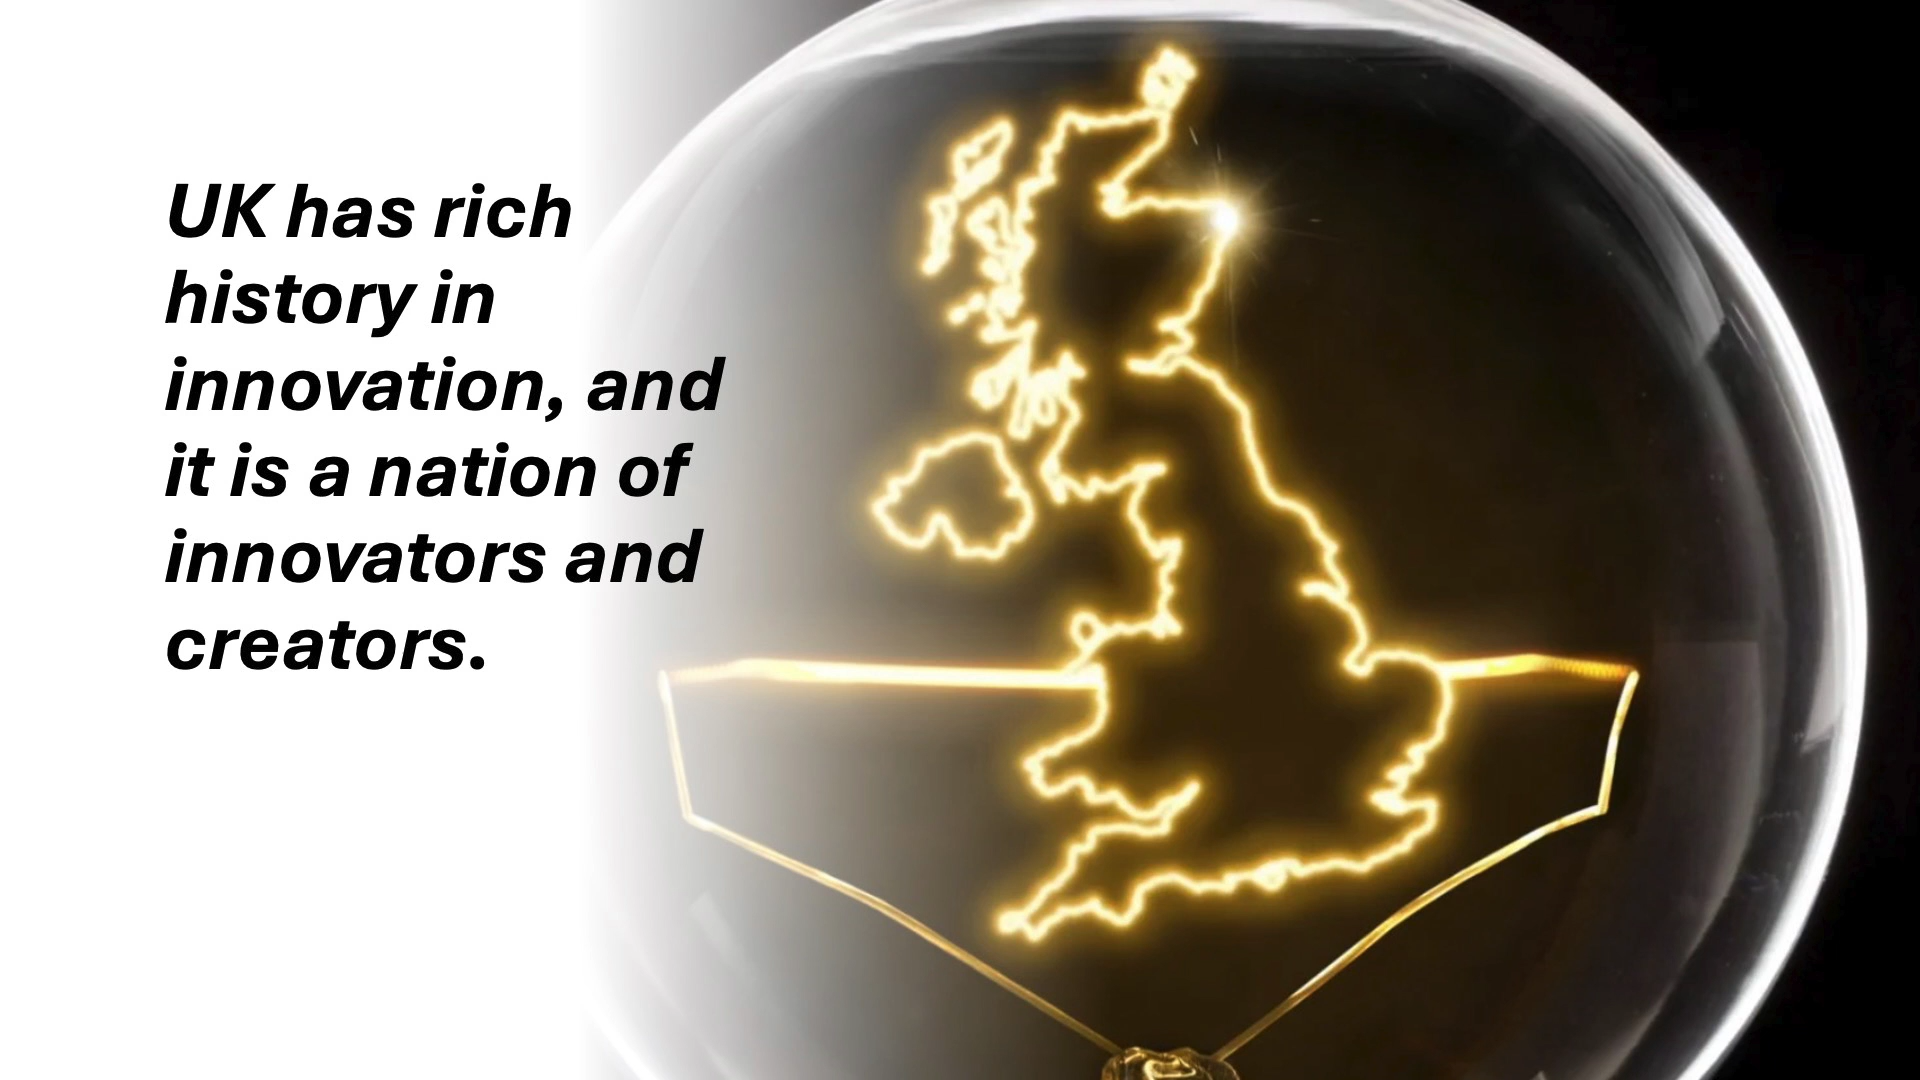 UK has rich
history in
innovation, and
it is a nation of
innovators and
creators.